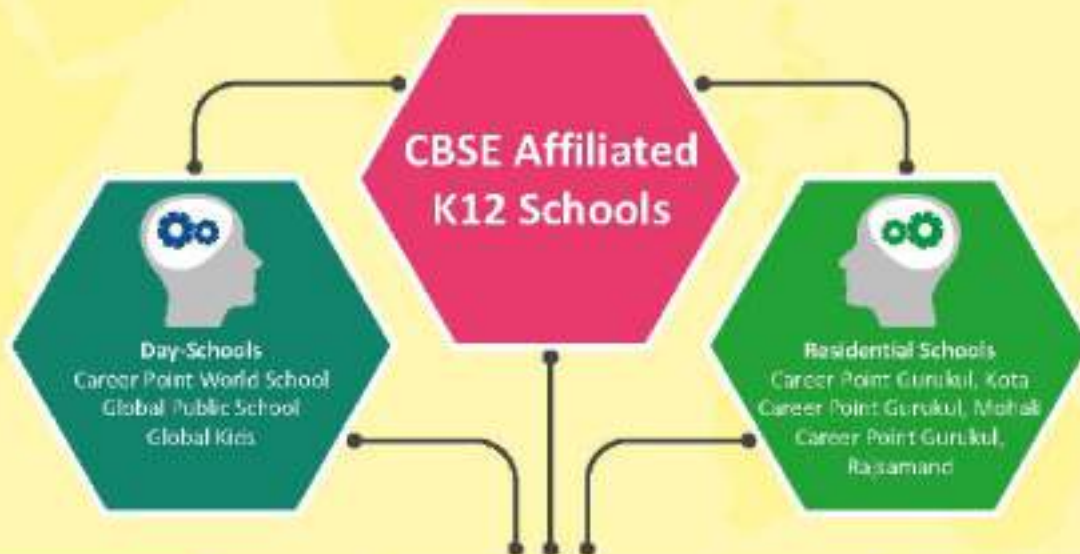 CBSE Affiliated
K12 Schools
Day-Schools
Career Point World School
Global Public School
Global Kids
Residential Schools
Career Point Gurukul, Kota
Career Point Gurukul, Mohali
Career Point Gurukul,
Rajsamand